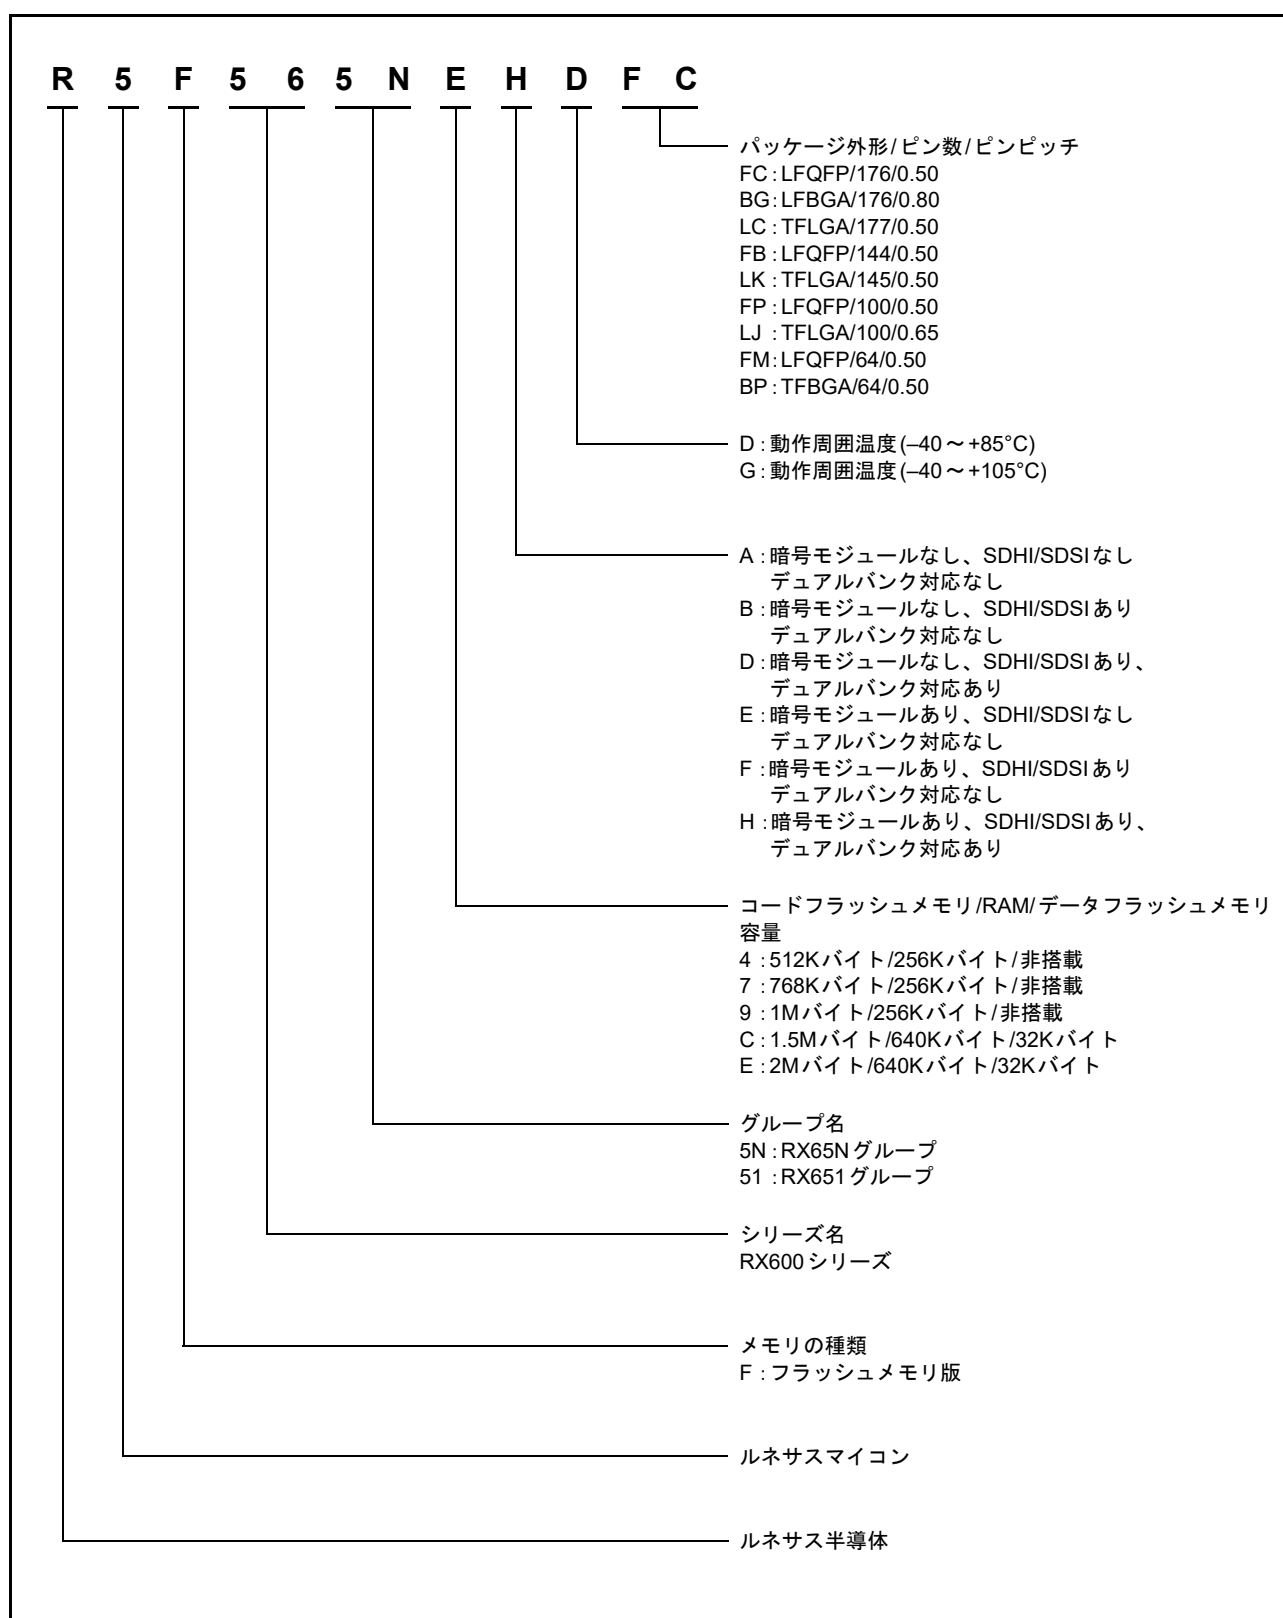 R 5 F 5 6 5 N E H D F C
パッケージ外形/ピン数/ピンピッチ
FC : LFQFP/176/0.50
BG : LFBGA/176/0.80
LC : TFLGA/177/0.50
FB : LFQFP/144/0.50
LK : TFLGA/145/0.50
FP : LFQFP/100/0.50
LJ : TFLGA/100/0.65
FM : LFQFP/64/0.50
BP : TFBGA/64/0.50
D : 動作周囲温度(–40～+85°C)
G : 動作周囲温度(–40～+105°C)
A : 暗号モジュールなし、SDHI/SDSIなし
デュアルバンク対応なし
B : 暗号モジュールなし、SDHI/SDSIあり
デュアルバンク対応なし
D : 暗号モジュールなし、SDHI/SDSIあり、
デュアルバンク対応あり
E : 暗号モジュールあり、SDHI/SDSIなし
デュアルバンク対応なし
F : 暗号モジュールあり、SDHI/SDSIあり
デュアルバンク対応なし
H : 暗号モジュールあり、SDHI/SDSIあり、
デュアルバンク対応あり
コードフラッシュメモリ/RAM/データフラッシュメモリ
容量
4 : 512Kバイト/256Kバイト/非搭載
7 : 768Kバイト/256Kバイト/非搭載
9 : 1Mバイト/256Kバイト/非搭載
C : 1.5Mバイト/640Kバイト/32Kバイト
E : 2Mバイト/640Kバイト/32Kバイト
グループ名
5N : RX65Nグループ
51 : RX651グループ
シリーズ名
RX600シリーズ
メモリの種類
F : フラッシュメモリ版
ルネサスマイコン
ルネサス半導体